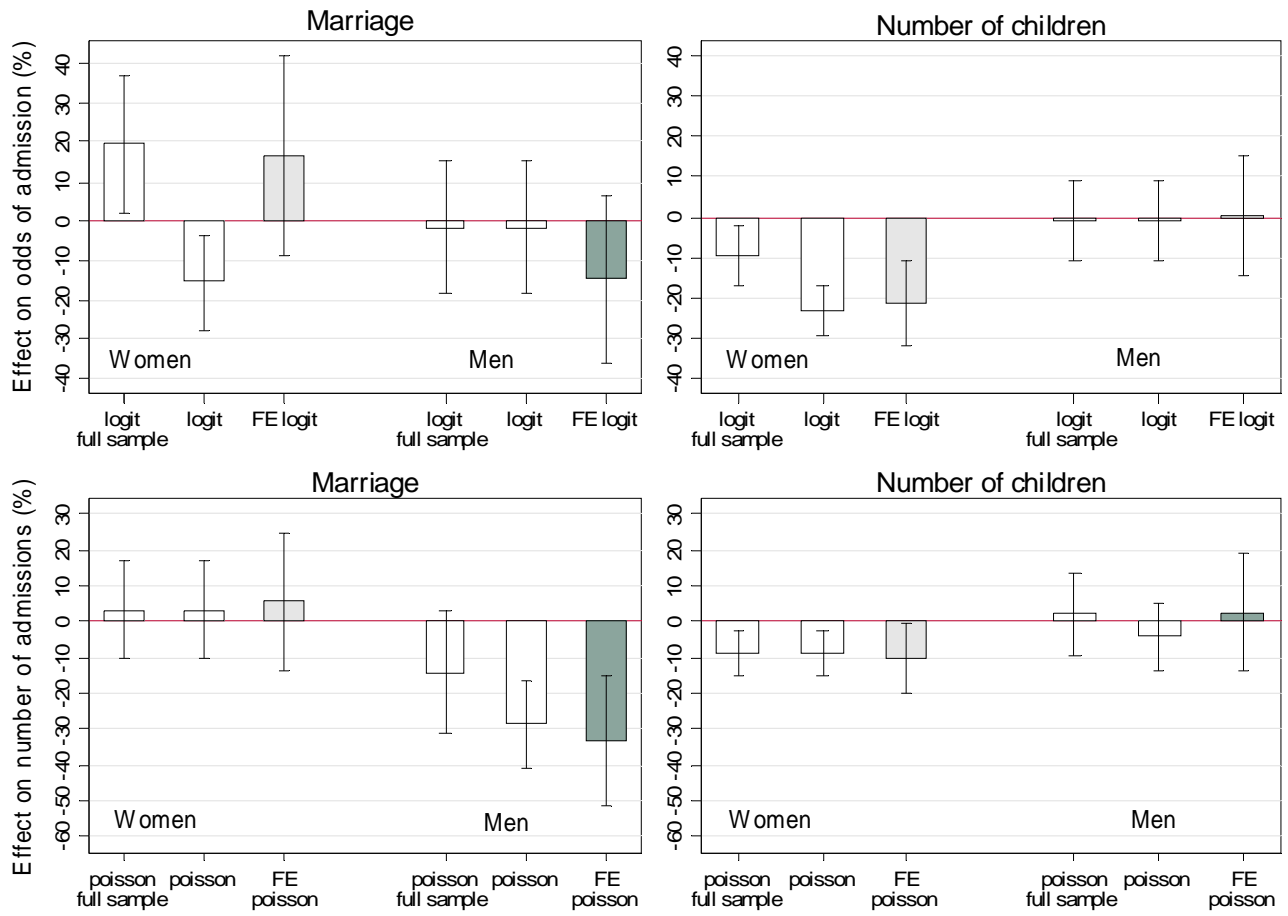 Marriage
Number of children
Effect on odds of admission (%)
40
30
20
10
0
-10
-20
-30
-40
40
30
20
10
0
-10
-20
-30
-40
Women
Men
Women
Men
logit
full sample
logit
FE logit
logit
full sample
logit
FE logit
logit
full sample
logit
FE logit
logit
full sample
logit
FE logit
Marriage
Number of children
Effect on number of admissions (%)
30
20
10
0
-10
-20
-30
-40
-50
-60
30
20
10
0
-10
-20
-30
-40
-50
-60
Women
Men
Women
Men
poisson
full sample
poisson
FE
poisson
poisson
full sample
poisson
FE
poisson
poisson
full sample
poisson
FE
poisson
poisson
full sample
poisson
FE
poisson